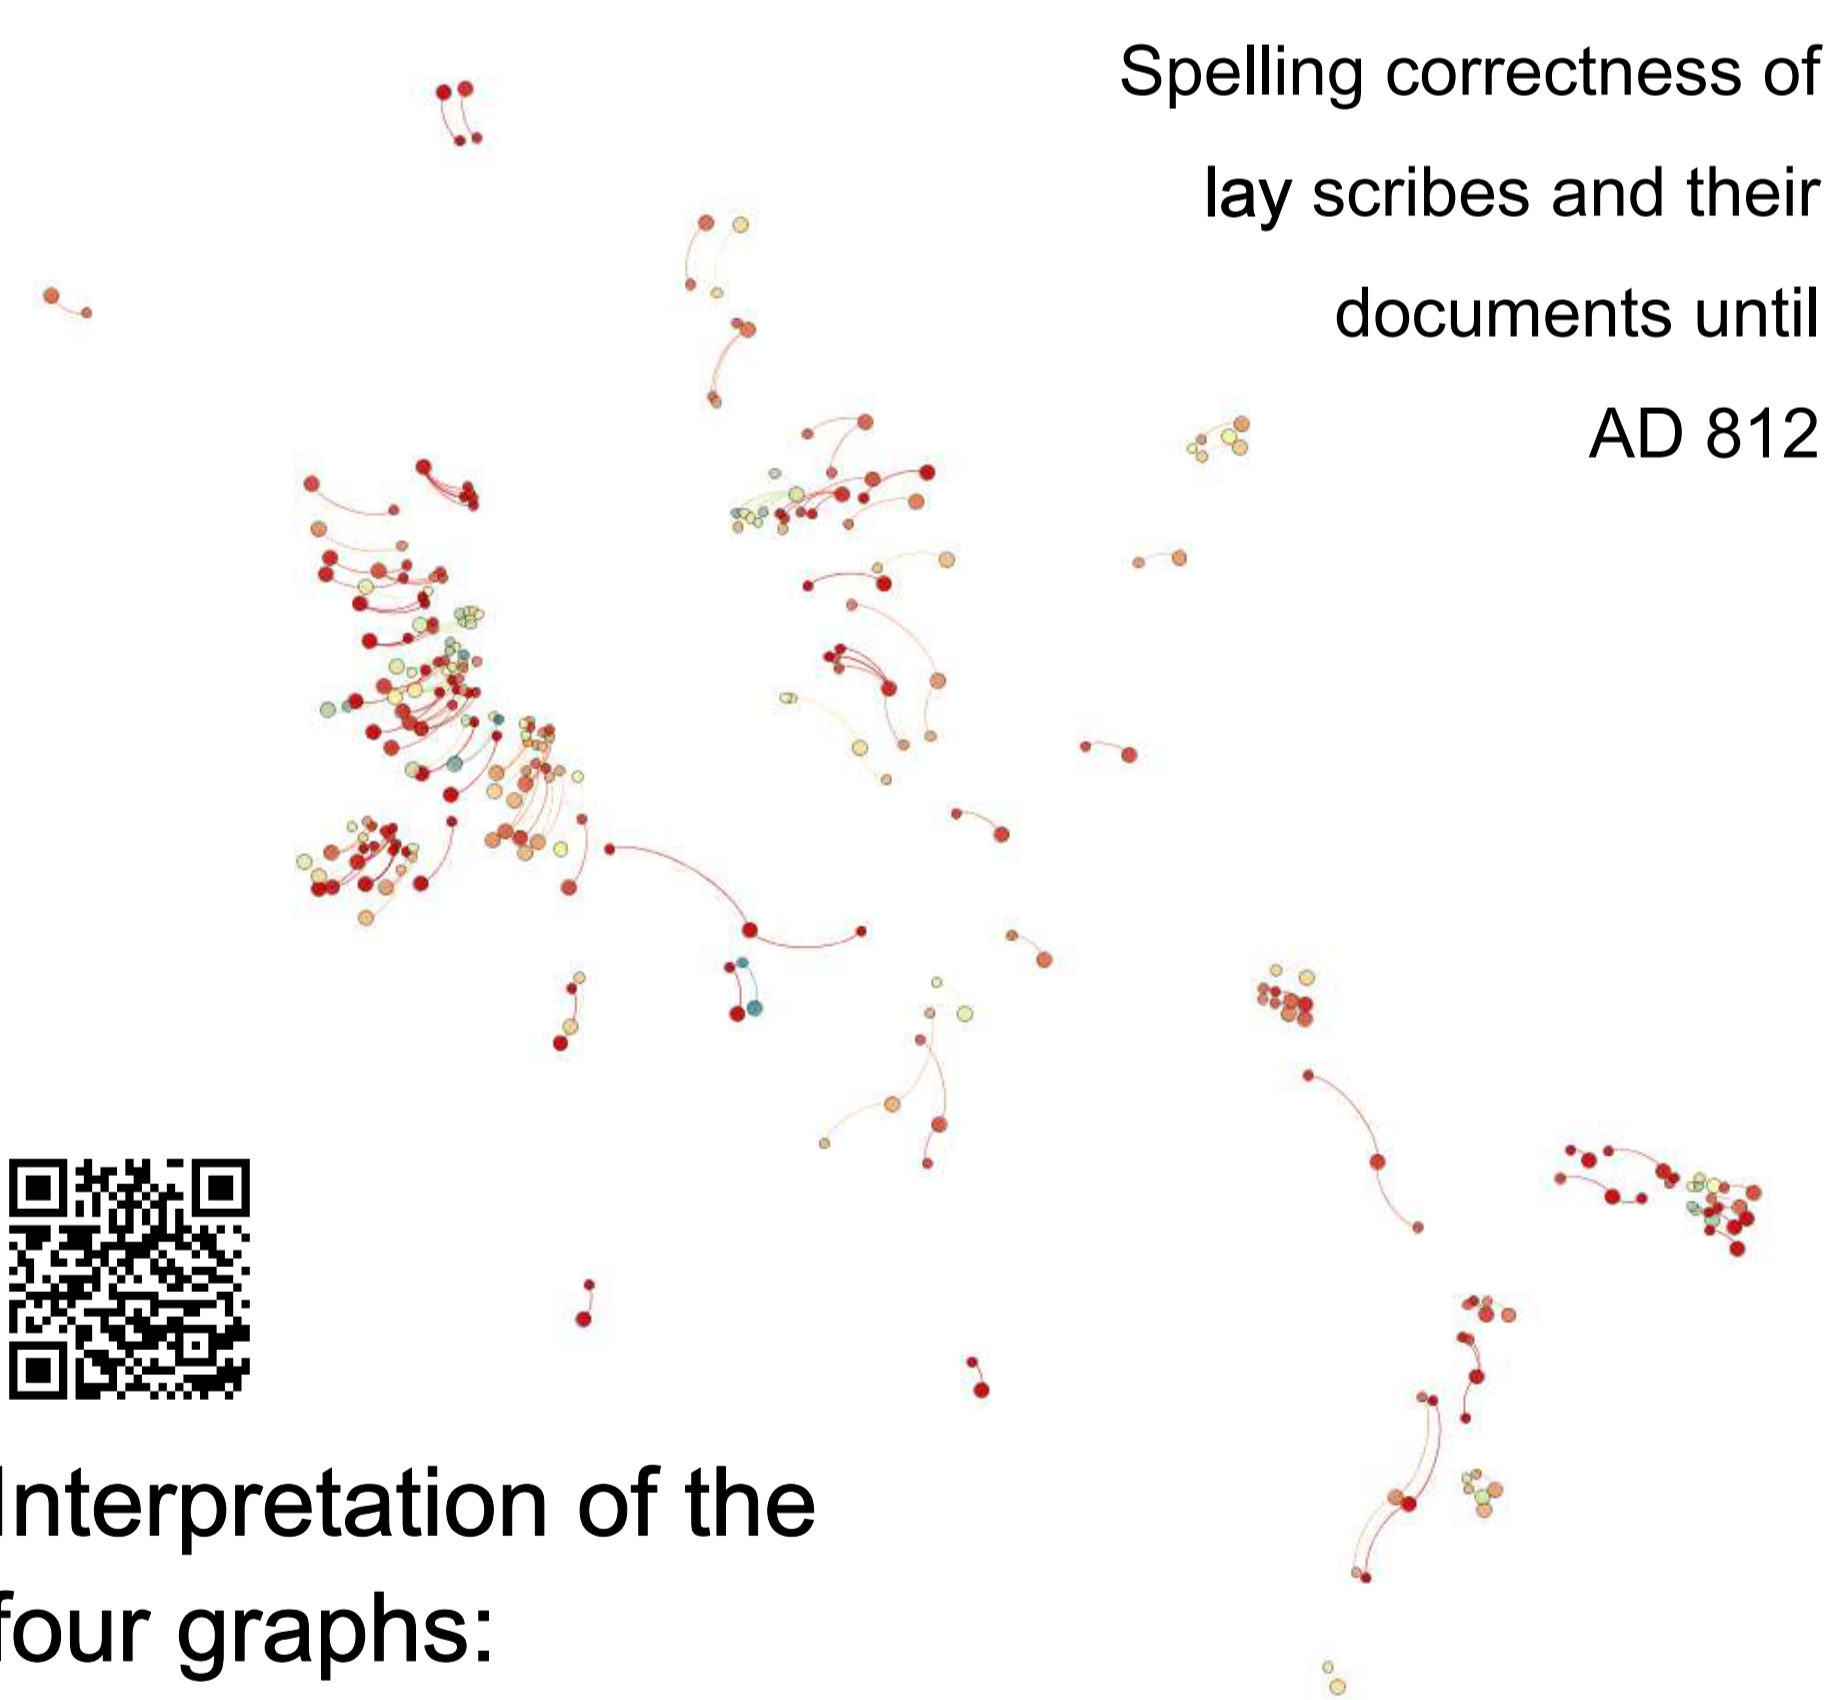 Spelling correctness of
lay scribes and their
documents until
AD 812
Interpretation of the
four graphs: